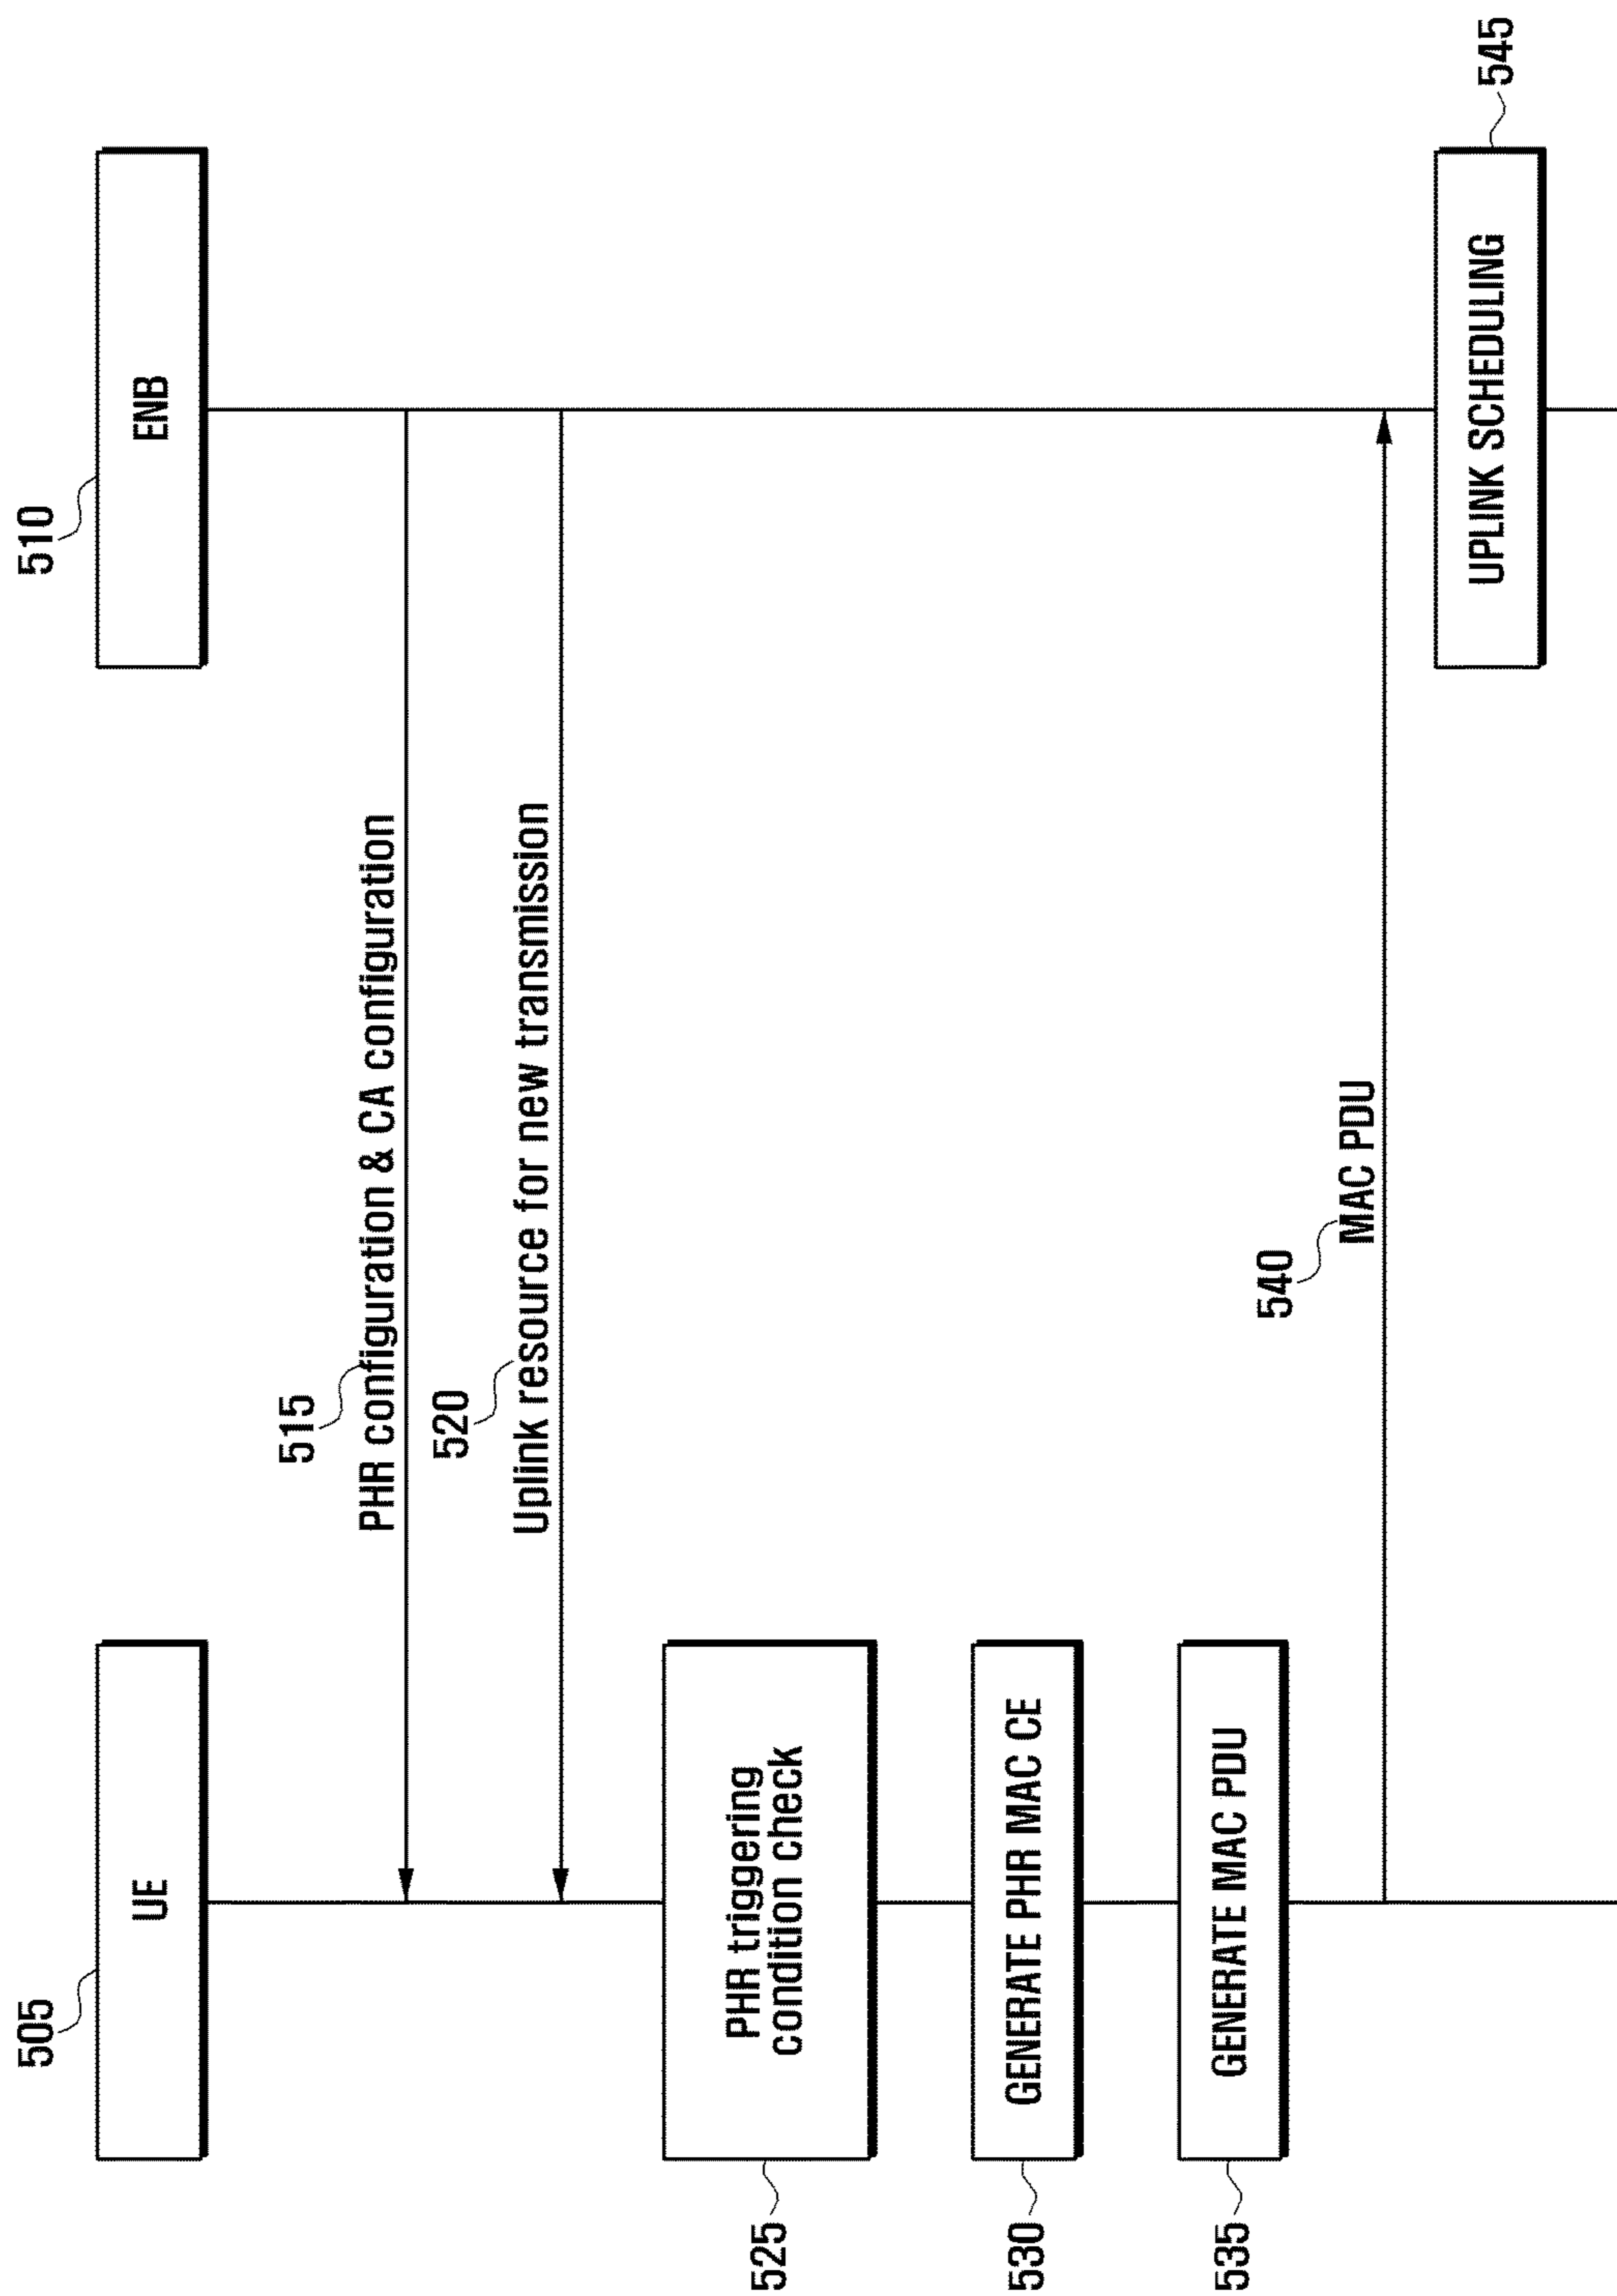 505
UE
510
ENB
515
PHR configuration & CA configuration
520
Uplink resource for new transmission
525
PHR triggering
condition check
530
GENERATE PHR MAC CE
535
GENERATE MAC PDU
540
MAC PDU
UPLINK SCHEDULING
545